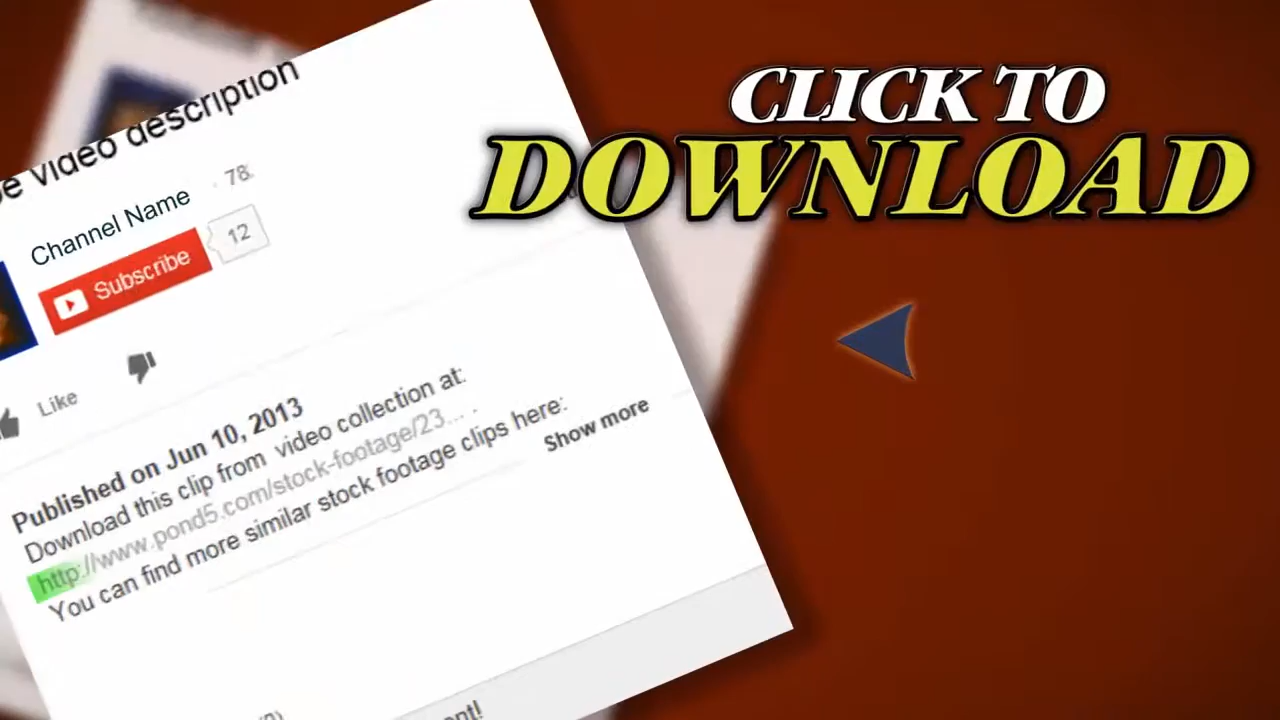 CLICK TO
DOWNLOAD
video description
Channel Name
78
Subscribe
12
Like
Published on Jun 10, 2013
Download this clip from video collection at:
http://www.pond5.com/stock-footage/23...
You can find more similar stock footage clips here:
Show more